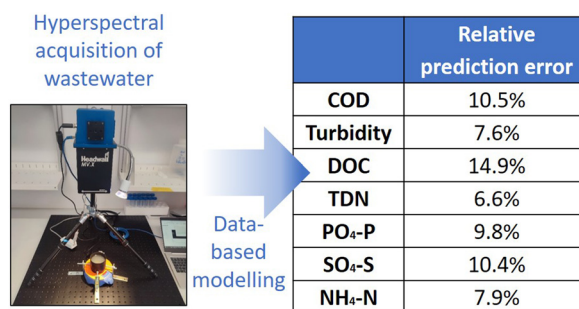 Hyperspectral
acquisition of
wastewater
Headwall
MV.X
Data-
based
modelling
Relative
prediction error
COD 10.5%
Turbidity 7.6%
DOC 14.9%
TDN 6.6%
PO₄-P 9.8%
SO₄-S 10.4%
NH₄-N 7.9%